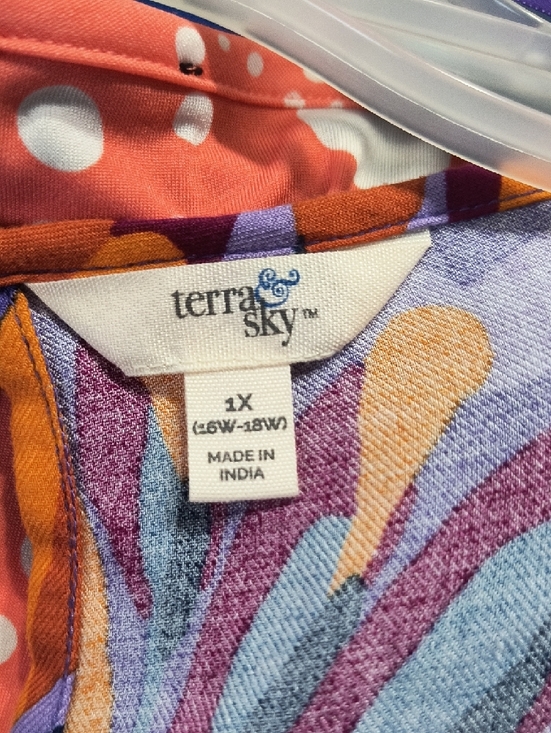 terra &
sky™
1X
(16W-18W)
MADE IN
INDIA